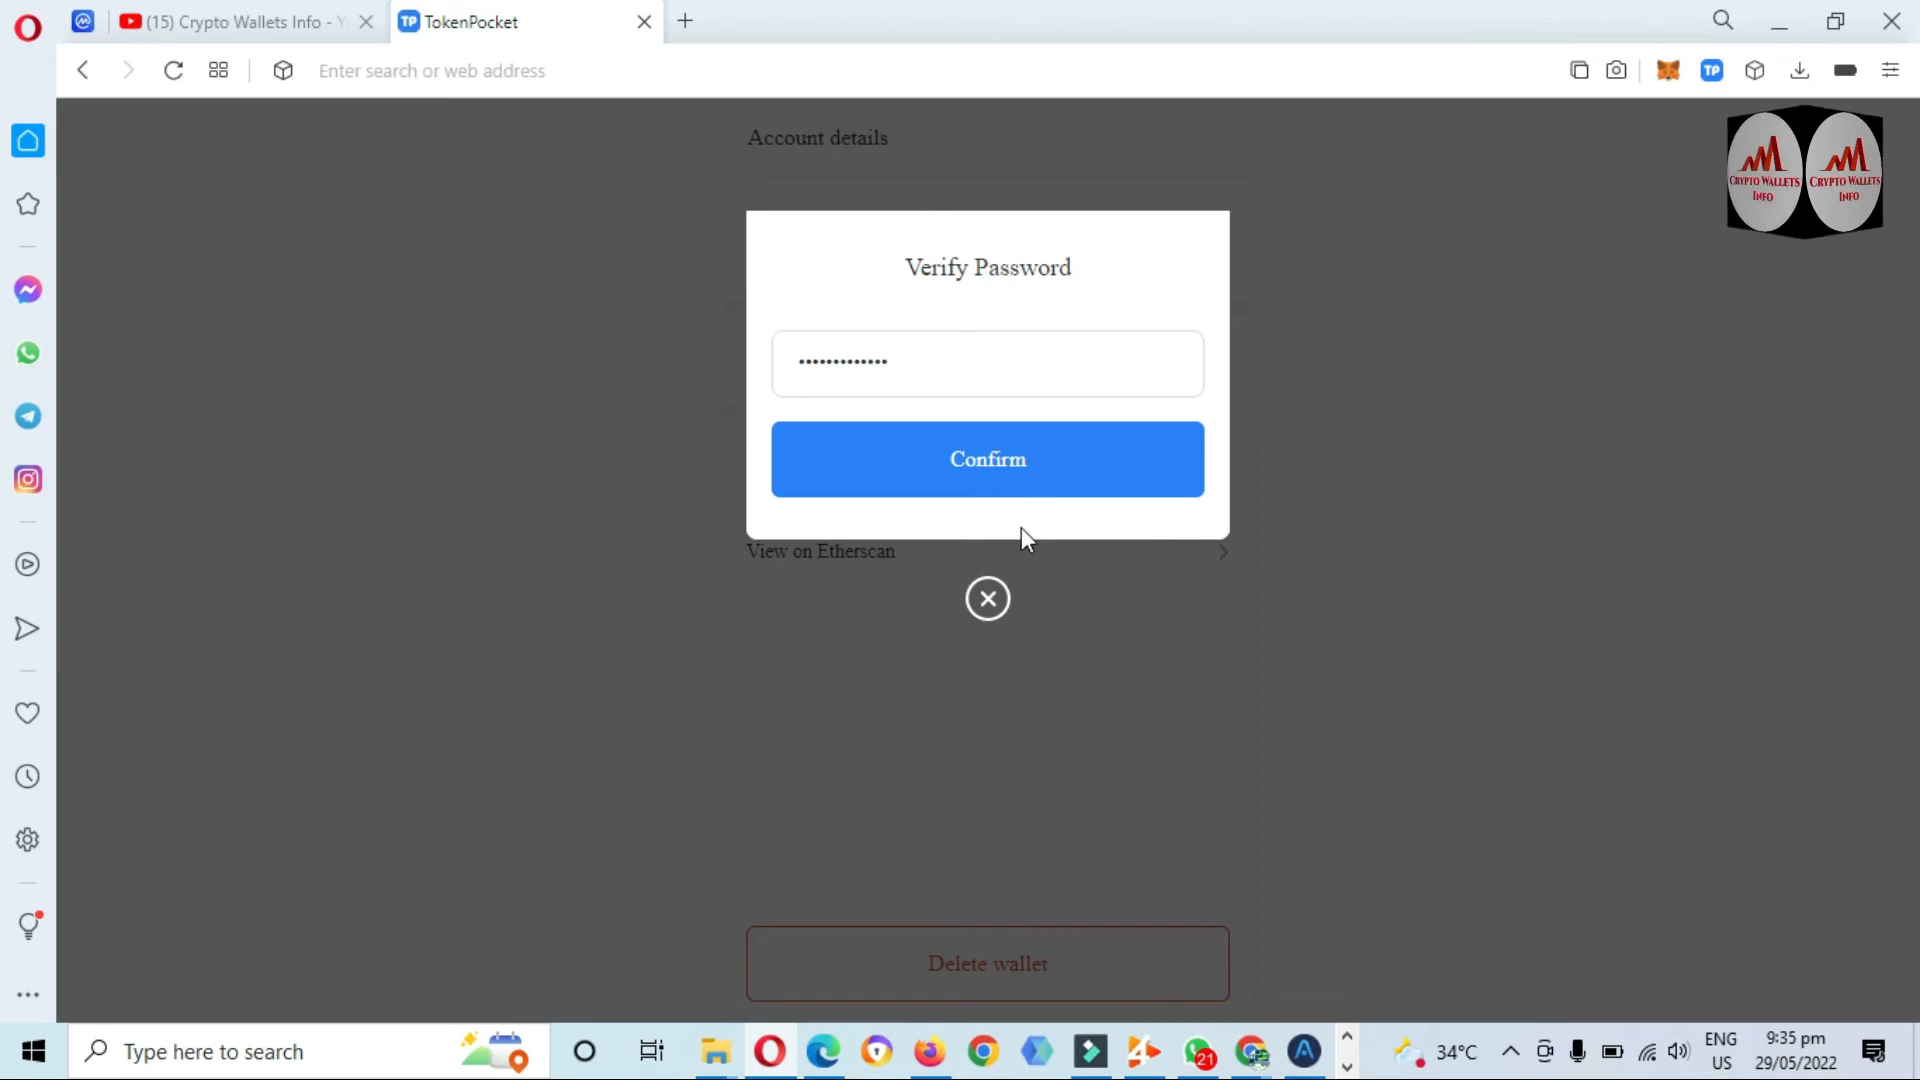 (15) Crypto Wallets Info - Y
TokenPocket
Enter search or web address
TP
Account details
CRYPTO WALLETS INFO
CRYPTO WALLETS INFO
Verify Password
•••••••••••••
Confirm
View on Etherscan
Delete wallet
Type here to search
21
34°C
ENG
US
9:35 pm
29/05/2022